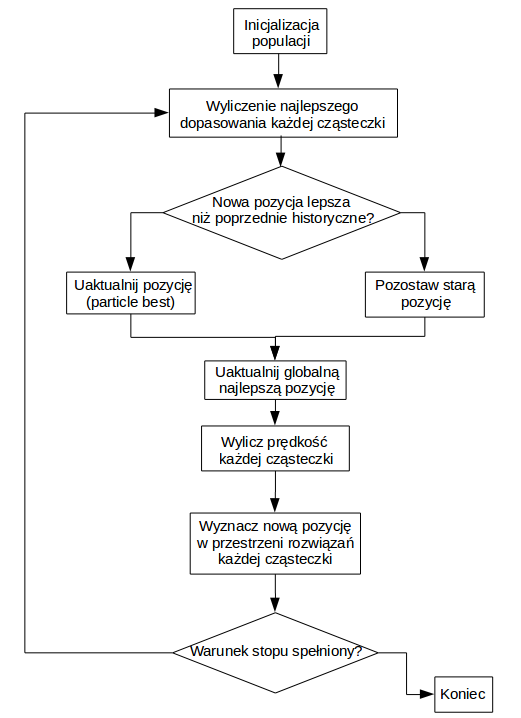 Inicjalizacja
populacji
Wyliczenie najlepszego
dopasowania każdej cząsteczki
Nowa pozycja lepsza
niż poprzednie historyczne?
Uaktualnij pozycję
(particle best)
Pozostaw starą
pozycję
Uaktualnij globalną
najlepszą pozycję
Wylicz prędkość
każdej cząsteczki
Wyznacz nową pozycję
w przestrzeni rozwiązań
każdej cząsteczki
Warunek stopu spełniony?
Koniec